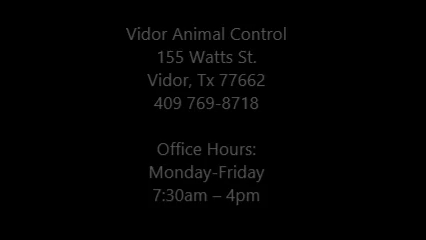 Vidor Animal Control
155 Watts St.
Vidor, Tx 77662
409 769-8718
Office Hours:
Monday-Friday
7:30am – 4pm